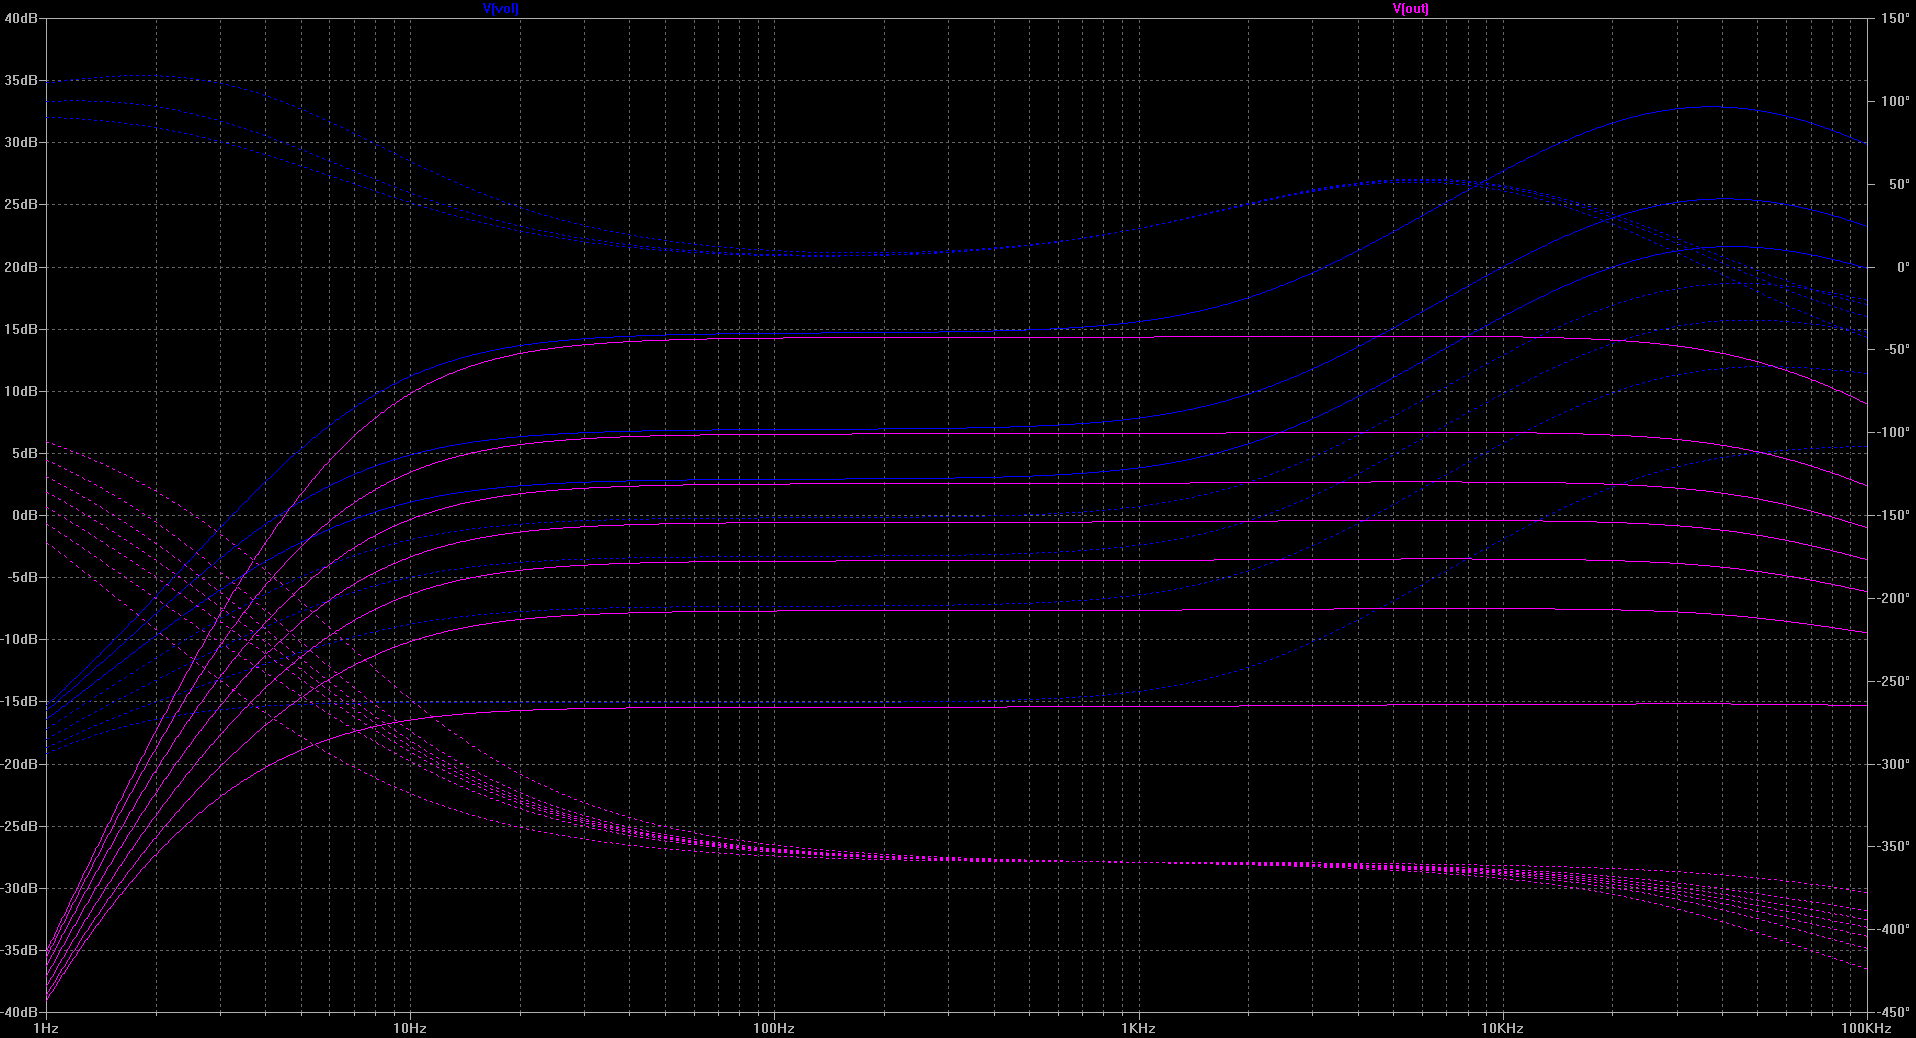 V(vol) V(out)
40dB 150°
35dB
100°
30dB
25dB 50°
20dB 0°
15dB
-50°
10dB
5dB -100°
0dB -150°
-5dB
-200°
-10dB
-15dB -250°
-20dB -300°
-25dB
-350°
-30dB
-35dB -400°
-40dB -450°
1Hz 10Hz 100Hz 1KHz 10KHz 100KHz